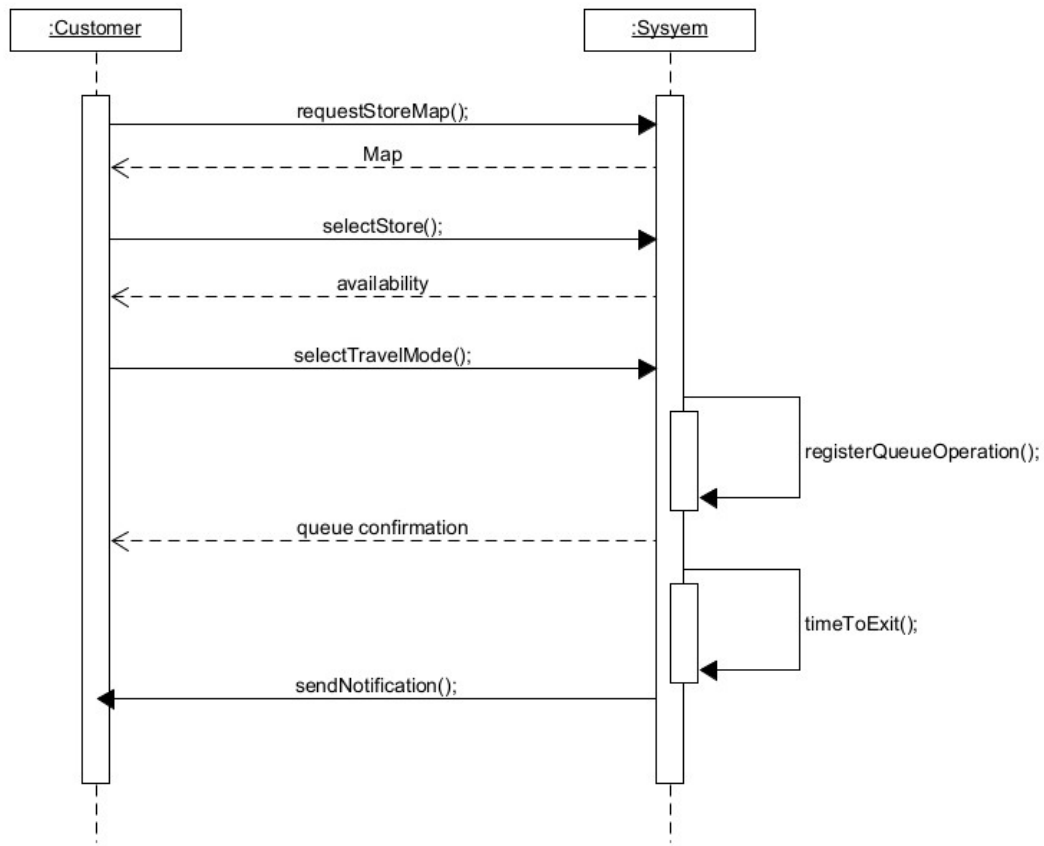 :Customer
:Sysyem
requestStoreMap();
Map
selectStore();
availability
selectTravelMode();
registerQueueOperation();
queue confirmation
timeToExit();
sendNotification();